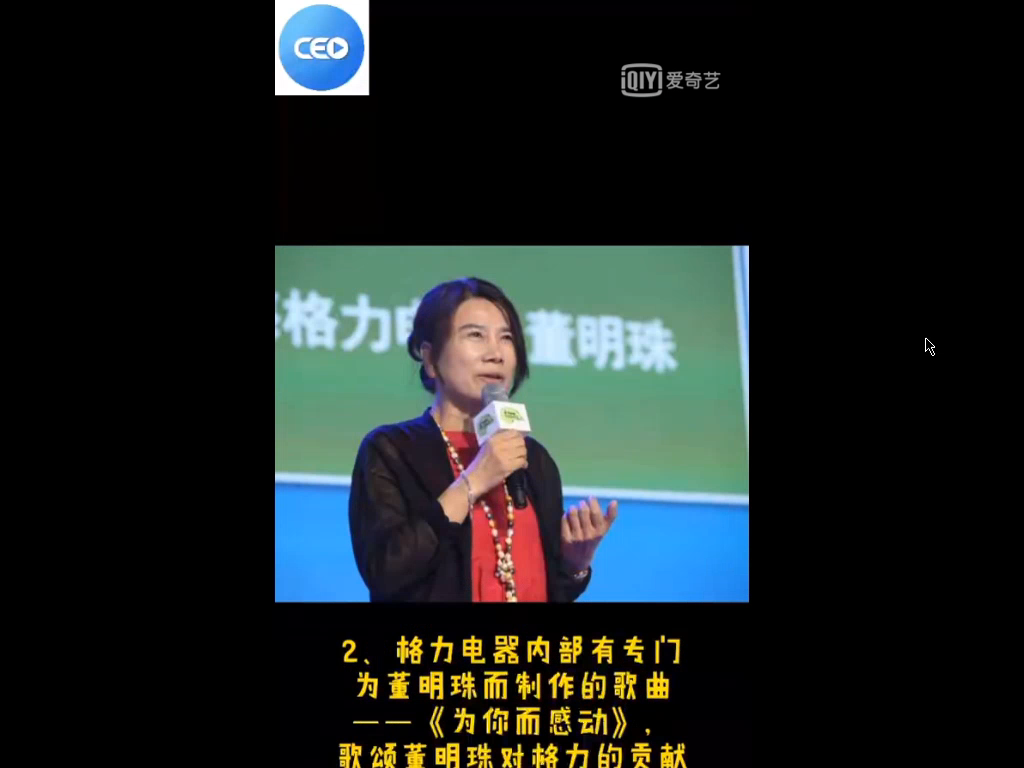 CEO
iQIYI 爱奇艺
格力电
董明珠
2、格力电器内部有专门
为董明珠而制作的歌曲
——《为你而感动》,
歌颂董明珠对格力的贡献